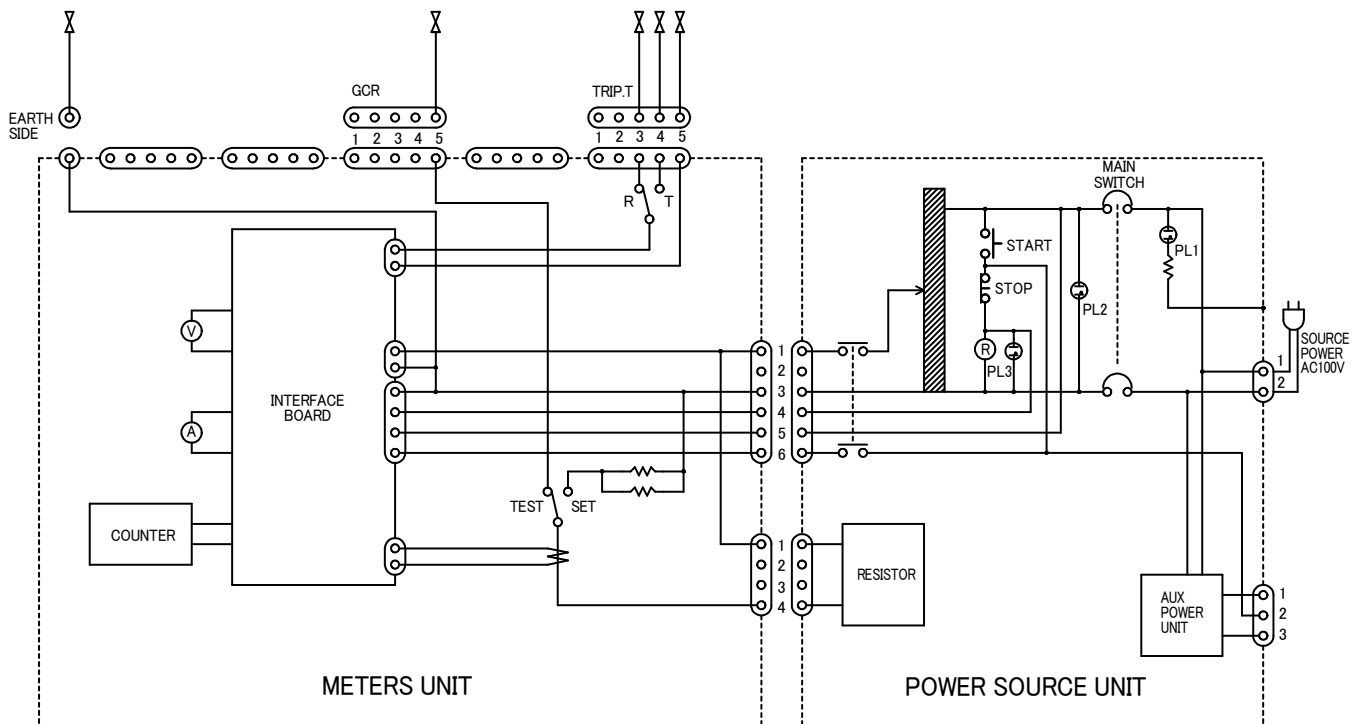 GCR
TRIP.T
EARTH
SIDE
1 2 3 4 5
1 2 3 4 5
MAIN
SWITCH
R
T
START
PL1
STOP
PL2
SOURCE
POWER
AC100V
V
1
2
3
4
5
6
R
PL3
1
2
INTERFACE
BOARD
A
TEST
SET
COUNTER
1
2
3
4
RESISTOR
AUX
POWER
UNIT
1
2
3
METERS UNIT
POWER SOURCE UNIT